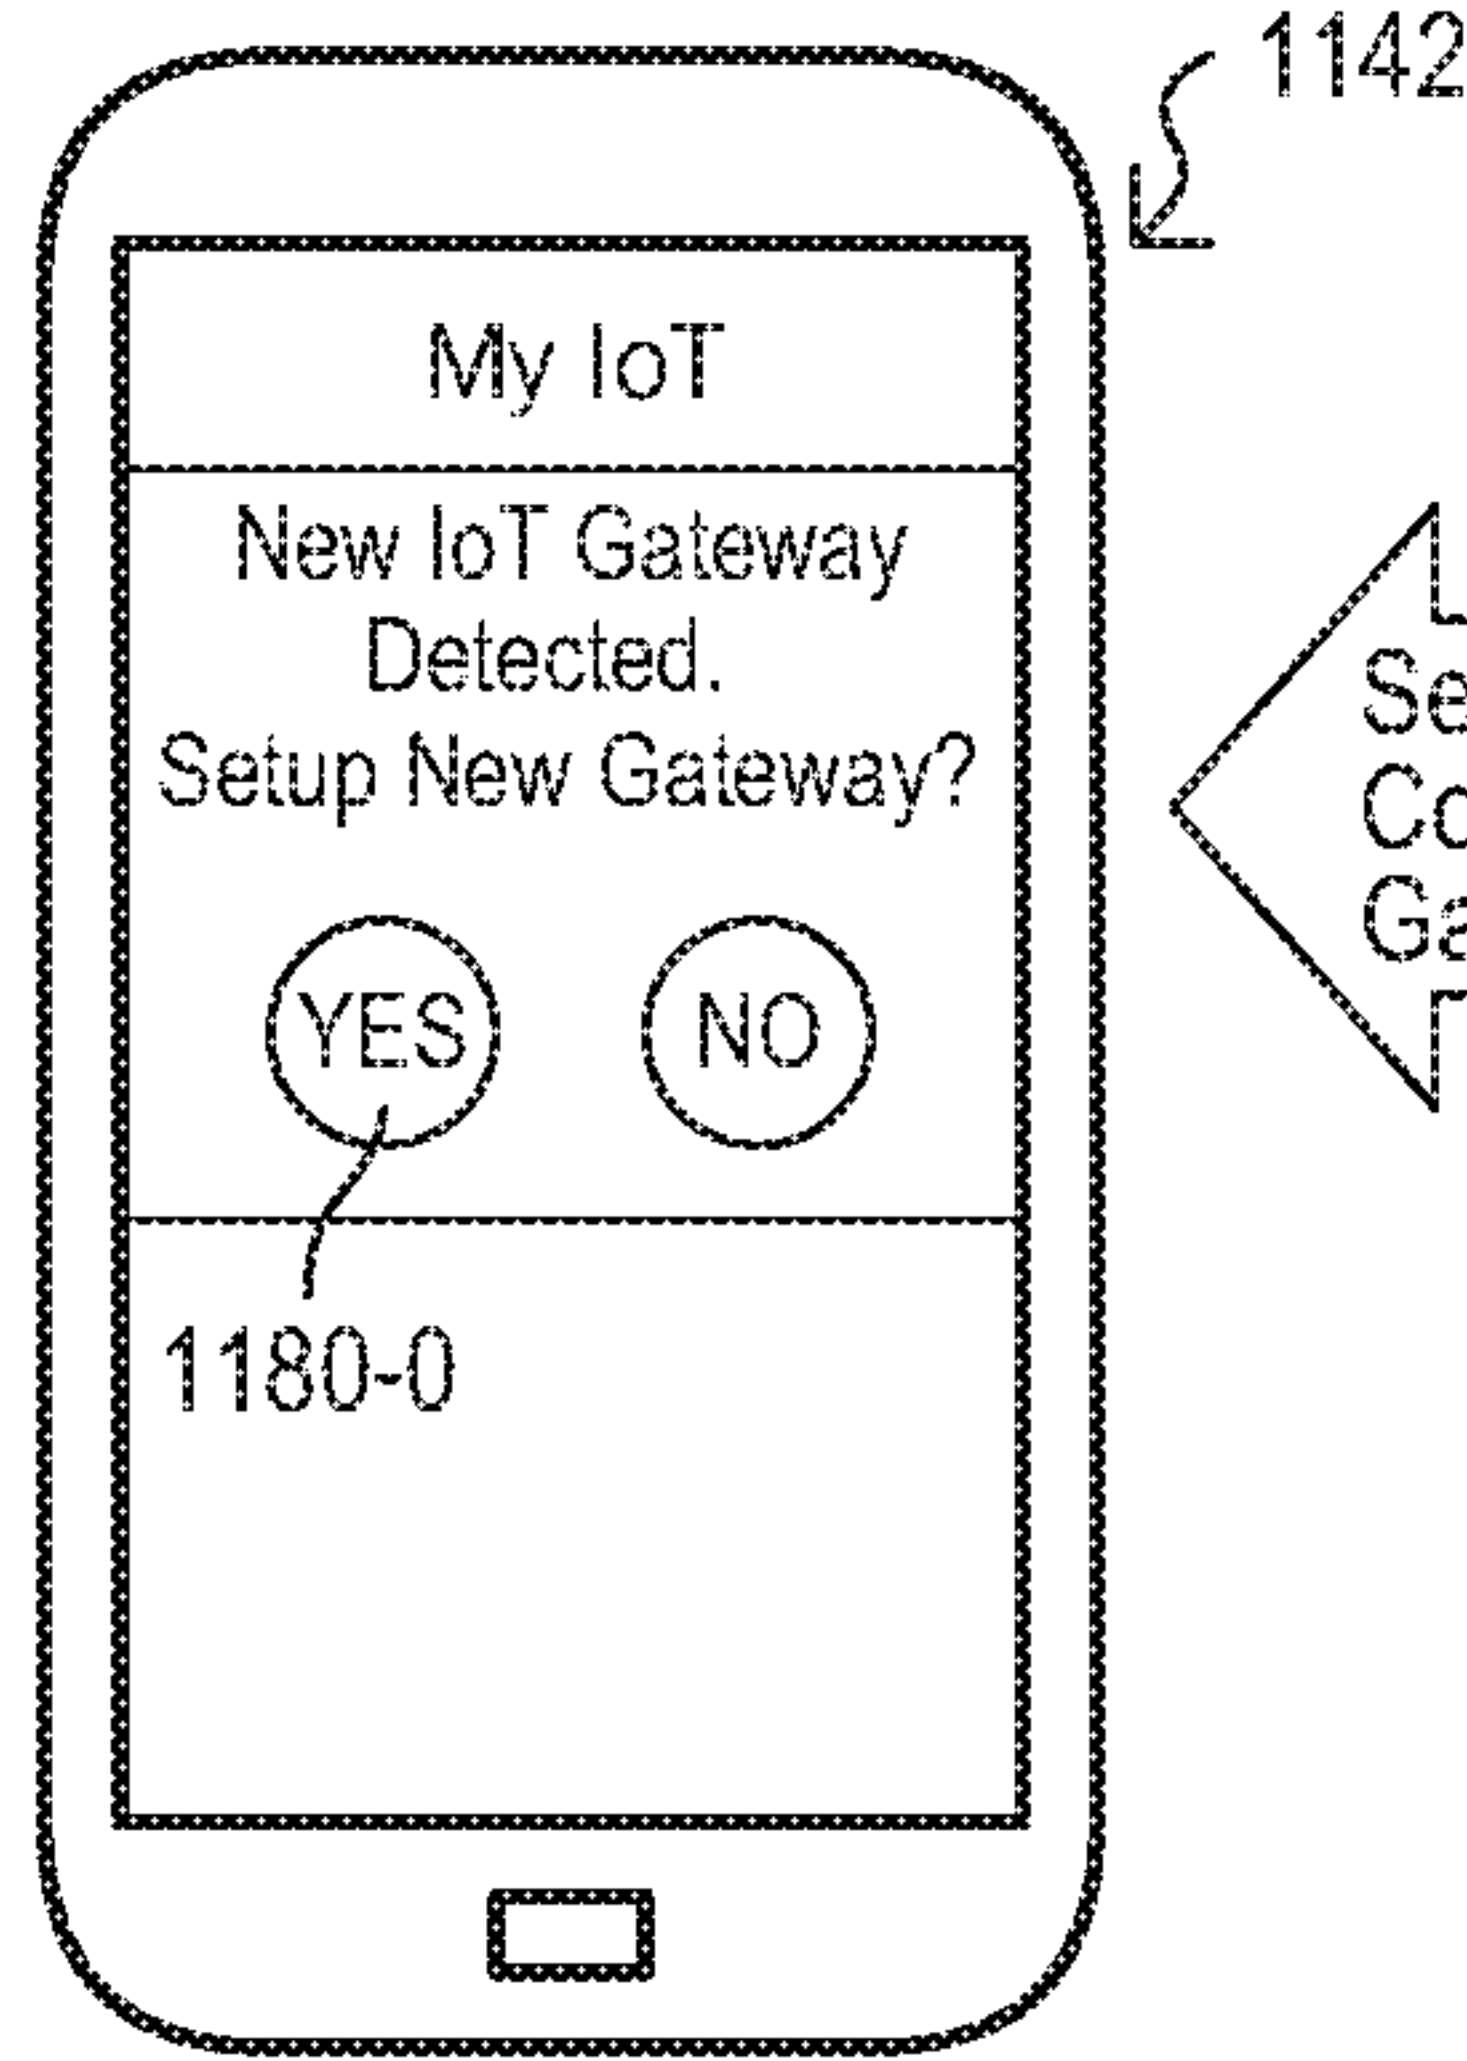 1142
My IoT
New IoT Gateway
Detected.
Setup New Gateway?
YES NO
1180-0